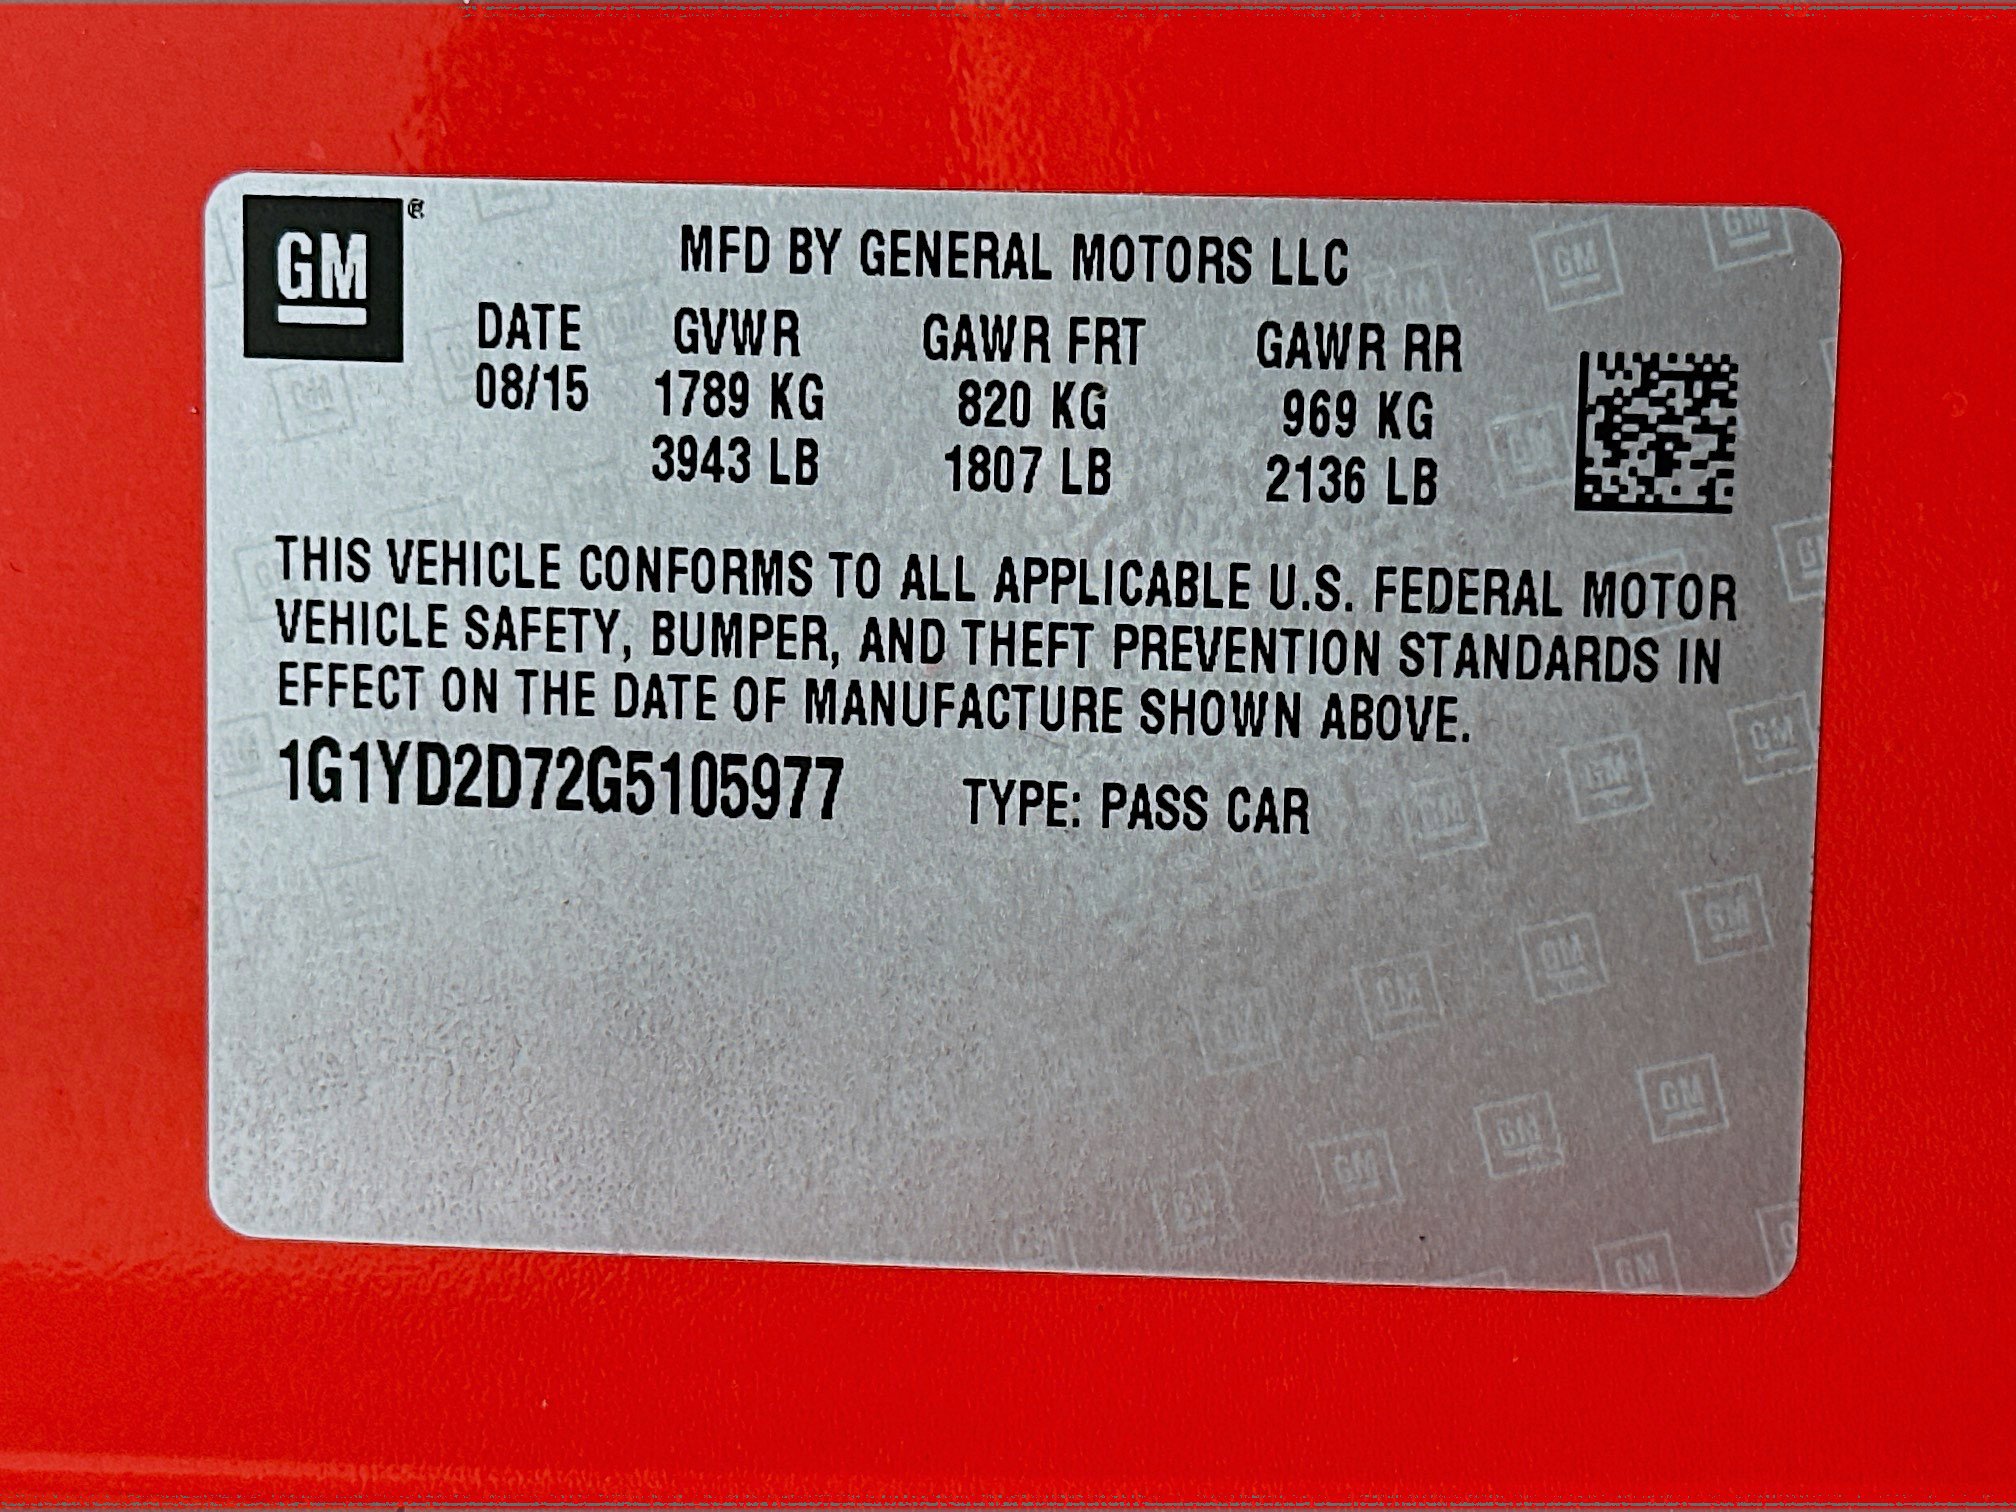 GM®
MFD BY GENERAL MOTORS LLC
DATE GVWR GAWR FRT GAWR RR
08/15 1789 KG 820 KG 969 KG
3943 LB 1807 LB 2136 LB
THIS VEHICLE CONFORMS TO ALL APPLICABLE U.S. FEDERAL MOTOR
VEHICLE SAFETY, BUMPER, AND THEFT PREVENTION STANDARDS IN
EFFECT ON THE DATE OF MANUFACTURE SHOWN ABOVE.
1G1YD2D72G5105977 TYPE: PASS CAR